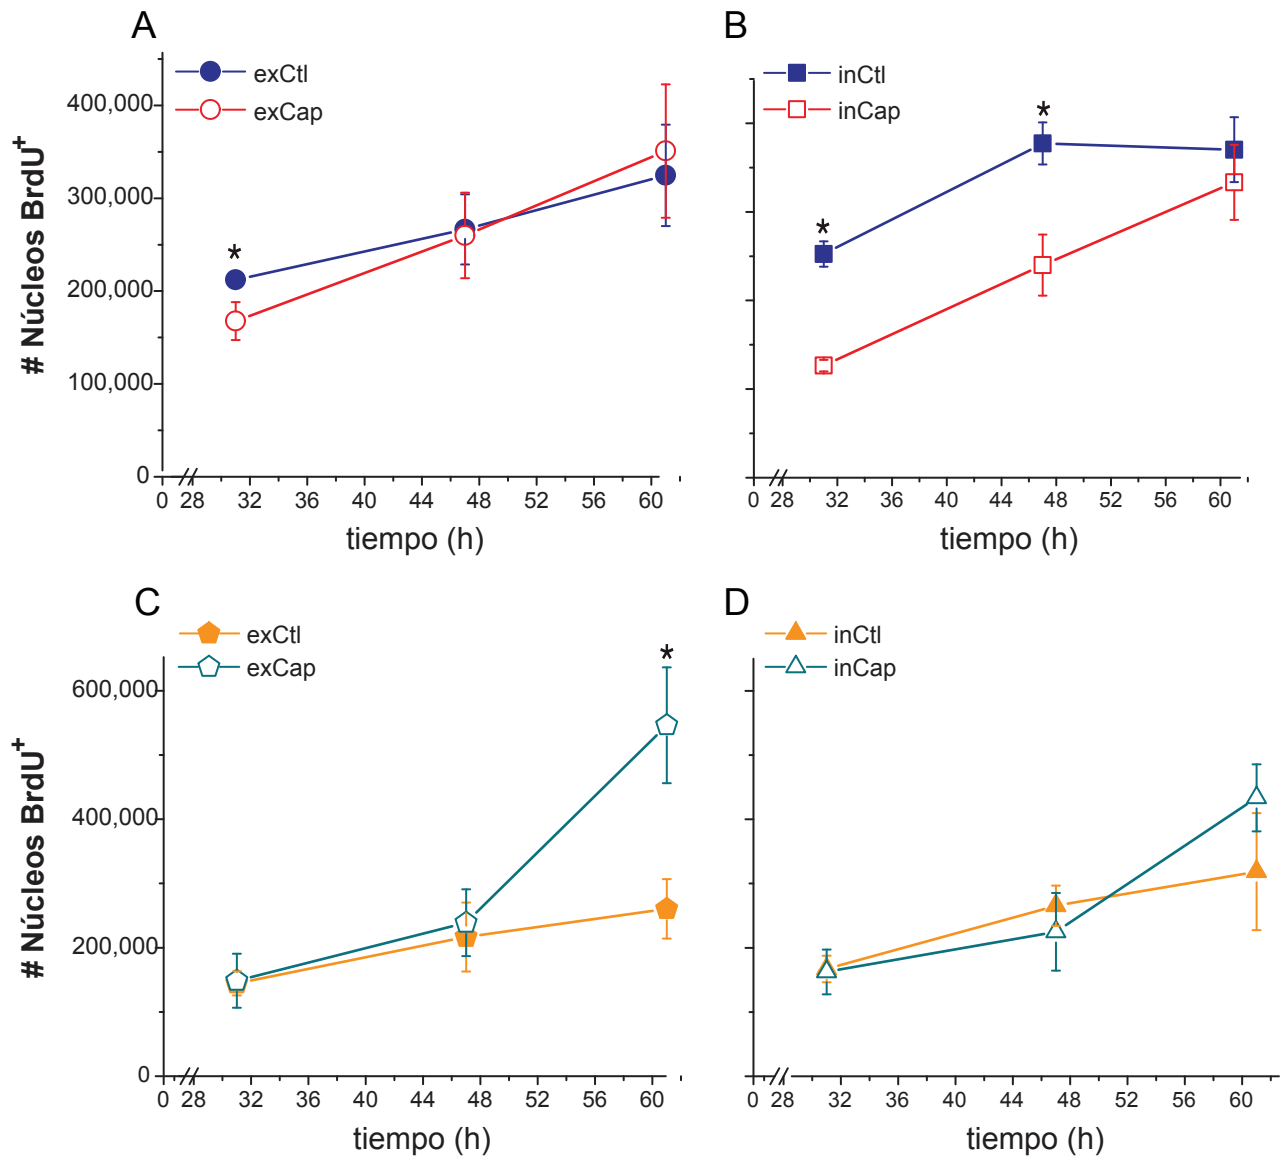 A
exCtl
exCap
*
# Núcleos BrdU+
400,000
300,000
200,000
100,000
0
0 28 32 36 40 44 48 52 56 60
tiempo (h)
B
inCtl
inCap
*
*
0 28 32 36 40 44 48 52 56 60
tiempo (h)
C
exCtl
exCap
*
# Núcleos BrdU+
600,000
400,000
200,000
0
0 28 32 36 40 44 48 52 56 60
tiempo (h)
D
inCtl
inCap
0 28 32 36 40 44 48 52 56 60
tiempo (h)